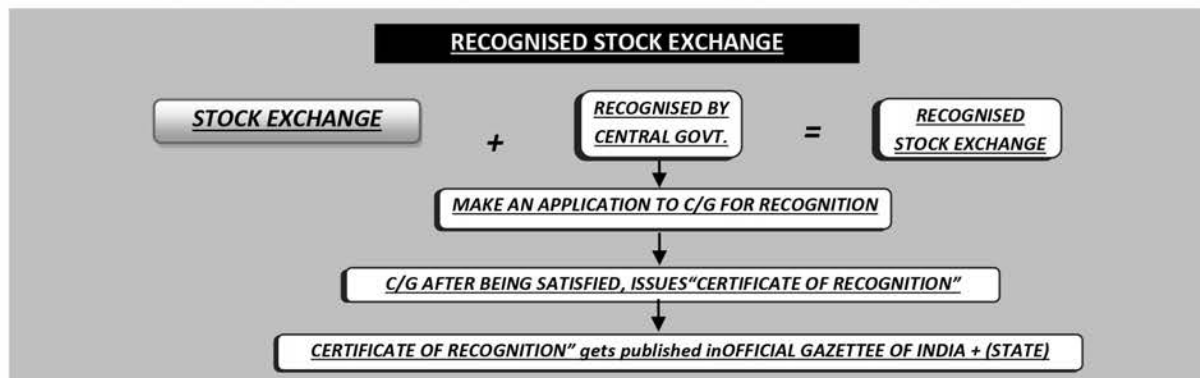 RECOGNISED STOCK EXCHANGE
STOCK EXCHANGE
+
RECOGNISED BY
CENTRAL GOVT.
=
RECOGNISED
STOCK EXCHANGE
MAKE AN APPLICATION TO C/G FOR RECOGNITION
C/G AFTER BEING SATISFIED, ISSUES“CERTIFICATE OF RECOGNITION”
CERTIFICATE OF RECOGNITION” gets published inOFFICIAL GAZETTEE OF INDIA + (STATE)